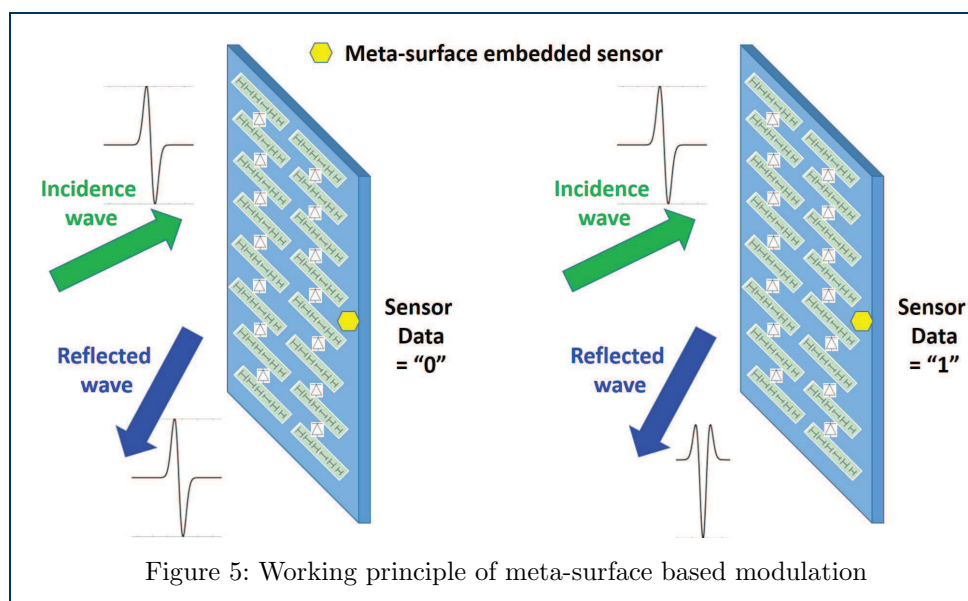 Meta-surface embedded sensor
Incidence
wave
Reflected
wave
Sensor
Data
= “0”
Incidence
wave
Reflected
wave
Sensor
Data
= “1”
Figure 5: Working principle of meta-surface based modulation